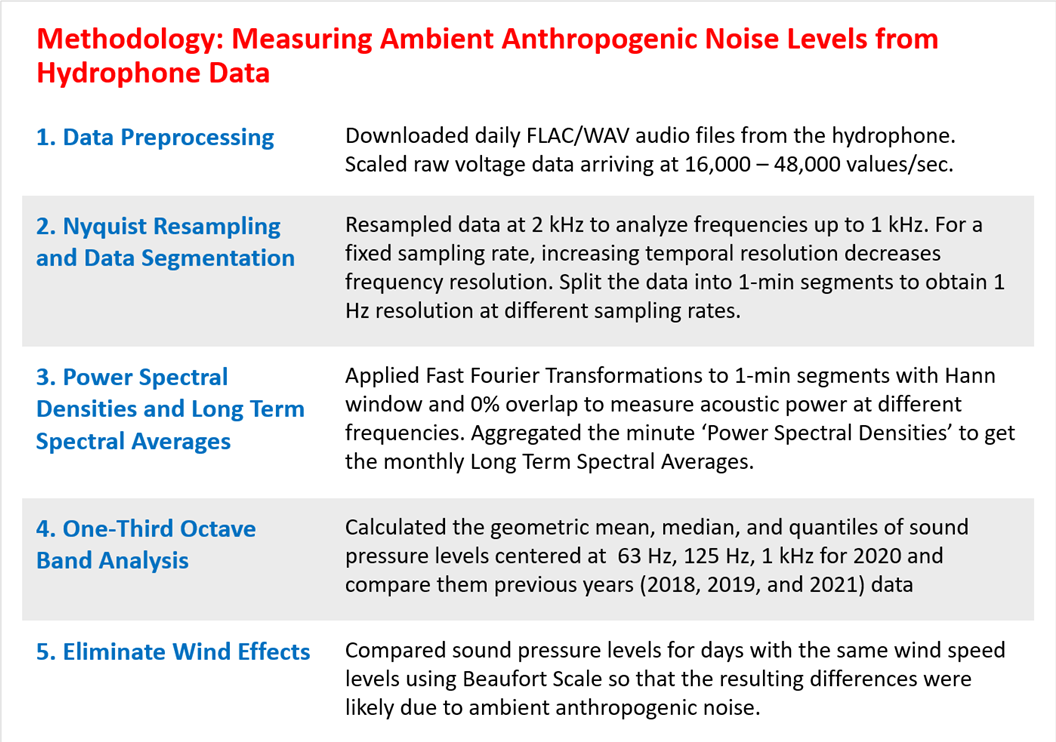 Methodology: Measuring Ambient Anthropogenic Noise Levels from
Hydrophone Data
1. Data Preprocessing
Downloaded daily FLAC/WAV audio files from the hydrophone.
Scaled raw voltage data arriving at 16,000 – 48,000 values/sec.
2. Nyquist Resampling
and Data Segmentation
Resampled data at 2 kHz to analyze frequencies up to 1 kHz. For a
fixed sampling rate, increasing temporal resolution decreases
frequency resolution. Split the data into 1-min segments to obtain 1
Hz resolution at different sampling rates.
3. Power Spectral
Densities and Long Term
Spectral Averages
Applied Fast Fourier Transformations to 1-min segments with Hann
window and 0% overlap to measure acoustic power at different
frequencies. Aggregated the minute ‘Power Spectral Densities’ to get
the monthly Long Term Spectral Averages.
4. One-Third Octave
Band Analysis
Calculated the geometric mean, median, and quantiles of sound
pressure levels centered at  63 Hz, 125 Hz, 1 kHz for 2020 and
compare them previous years (2018, 2019, and 2021) data
5. Eliminate Wind Effects
Compared sound pressure levels for days with the same wind speed
levels using Beaufort Scale so that the resulting differences were
likely due to ambient anthropogenic noise.